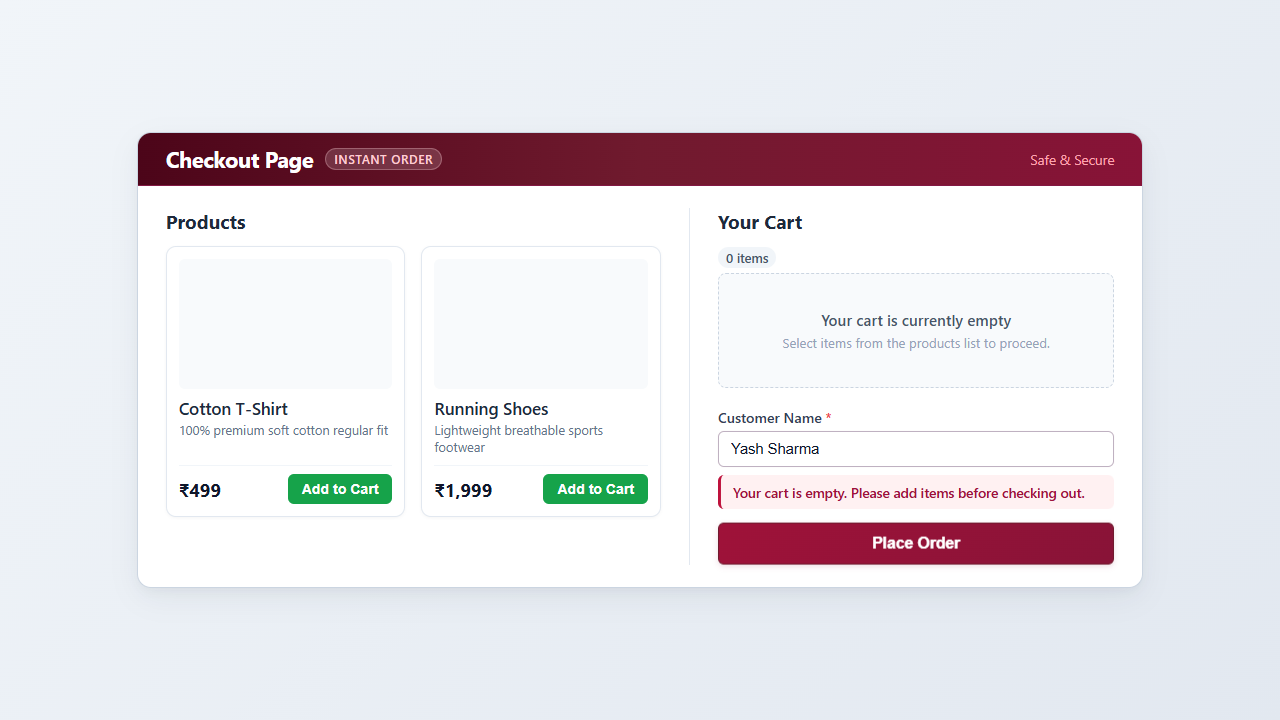 Checkout Page
INSTANT ORDER
Safe & Secure
Products
Cotton T-Shirt
100% premium soft cotton regular fit
₹499
Add to Cart
Running Shoes
Lightweight breathable sports
footwear
₹1,999
Add to Cart
Your Cart
0 items
Your cart is currently empty
Select items from the products list to proceed.
Customer Name *
Yash Sharma
Your cart is empty. Please add items before checking out.
Place Order